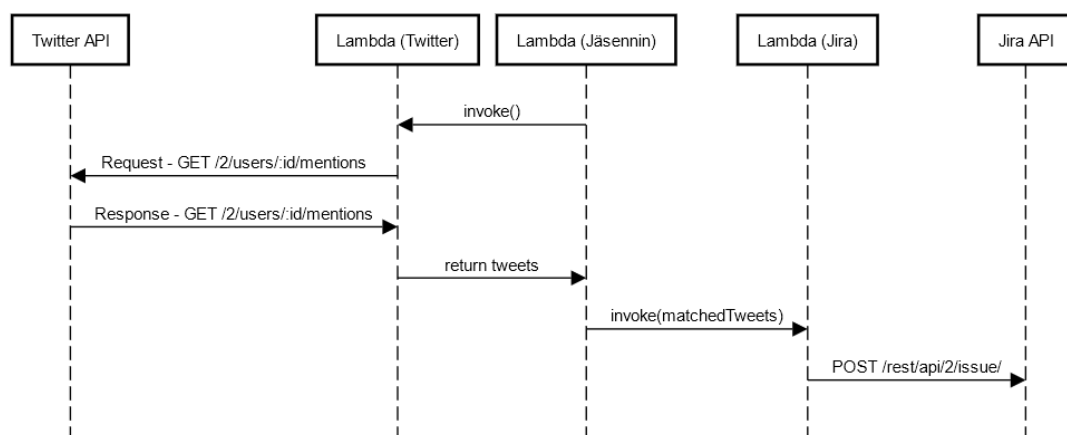 Twitter API
Lambda (Twitter)
Lambda (Jäsennin)
Lambda (Jira)
Jira API
invoke()
Request - GET /2/users/:id/mentions
Response - GET /2/users/:id/mentions
return tweets
invoke(matchedTweets)
POST /rest/api/2/issue/